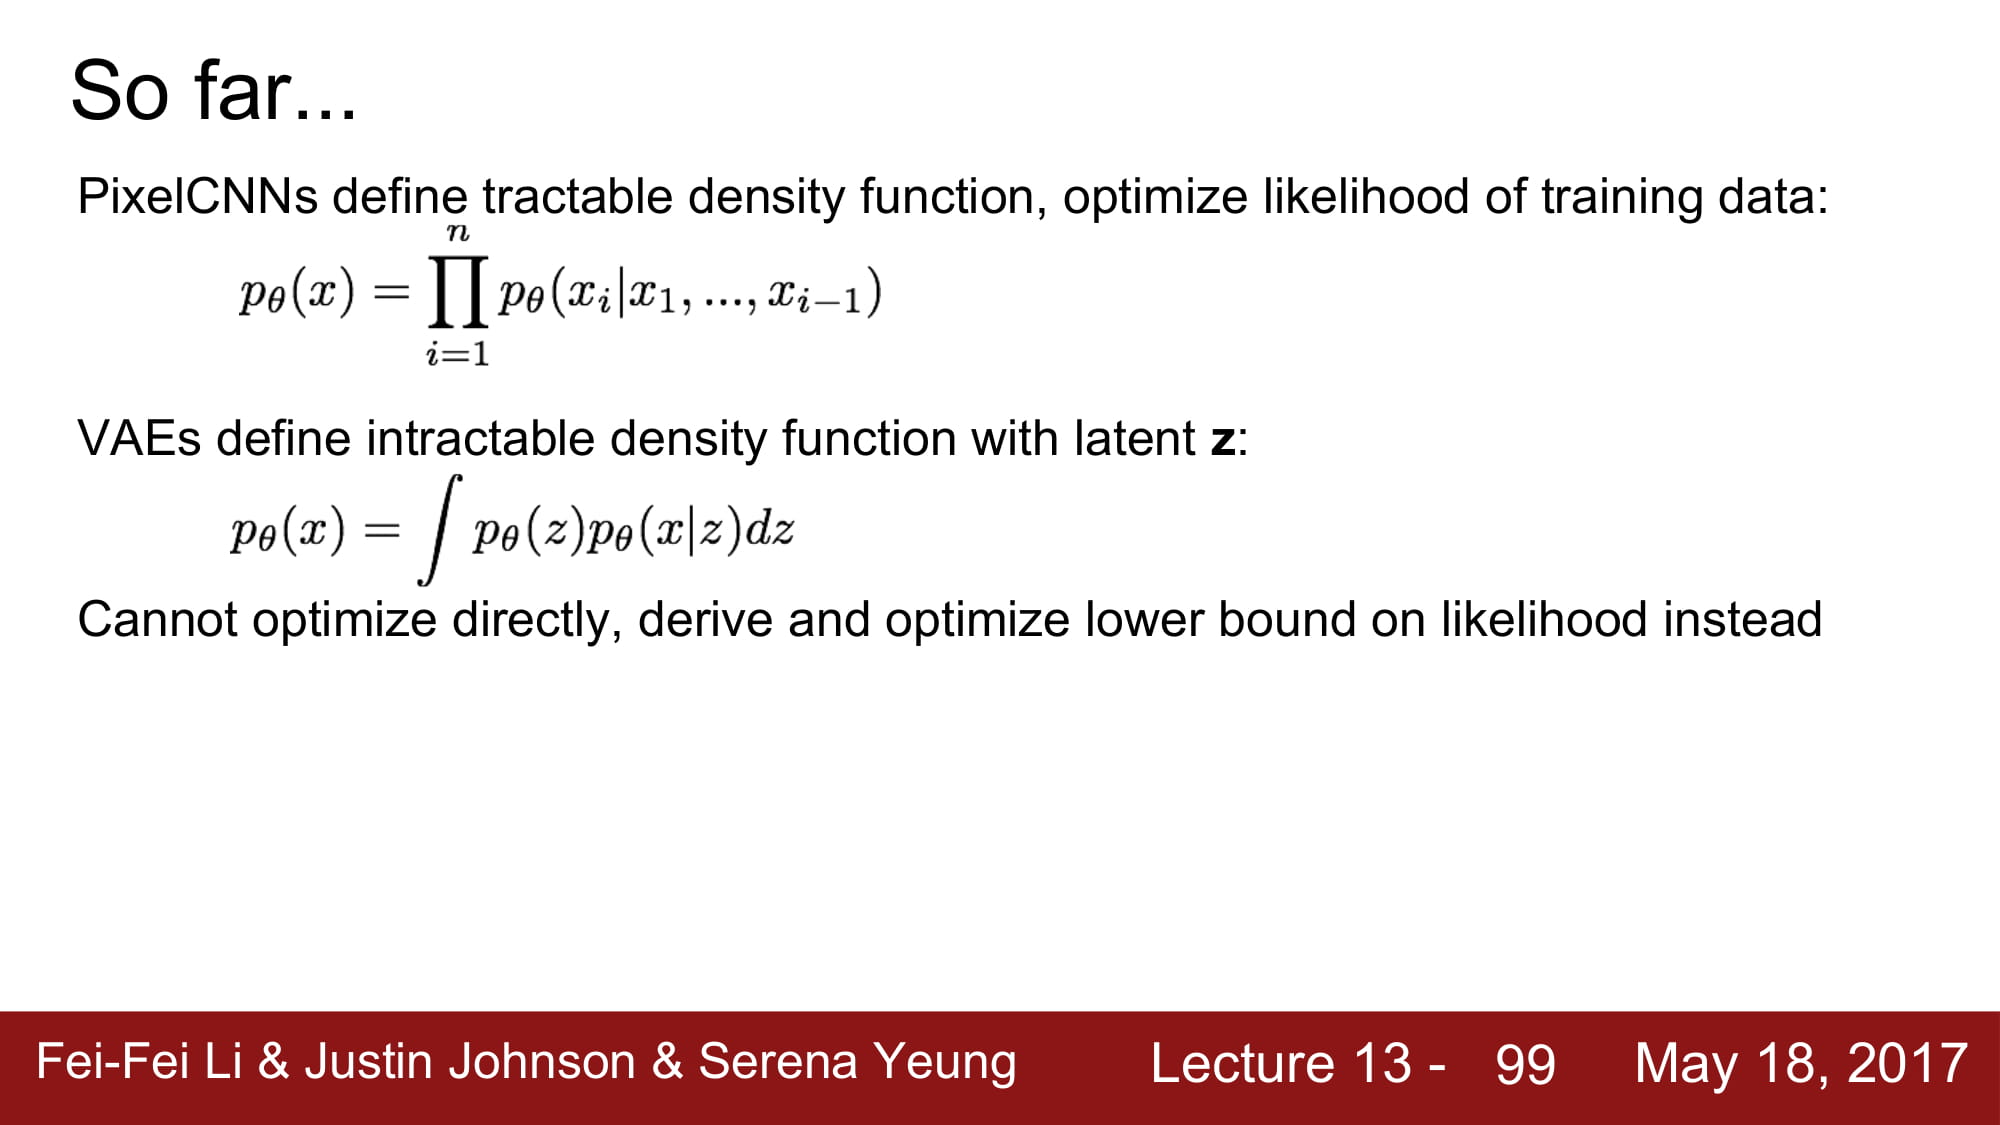 So far...
PixelCNNs define tractable density function, optimize likelihood of training data:
$p_\theta(x) = \prod_{i=1}^{n} p_\theta(x_i|x_1, ..., x_{i-1})$
VAEs define intractable density function with latent z:
$p_\theta(x) = \int p_\theta(z)p_\theta(x|z)dz$
Cannot optimize directly, derive and optimize lower bound on likelihood instead
Fei-Fei Li & Justin Johnson & Serena Yeung Lecture 13 - 99 May 18, 2017